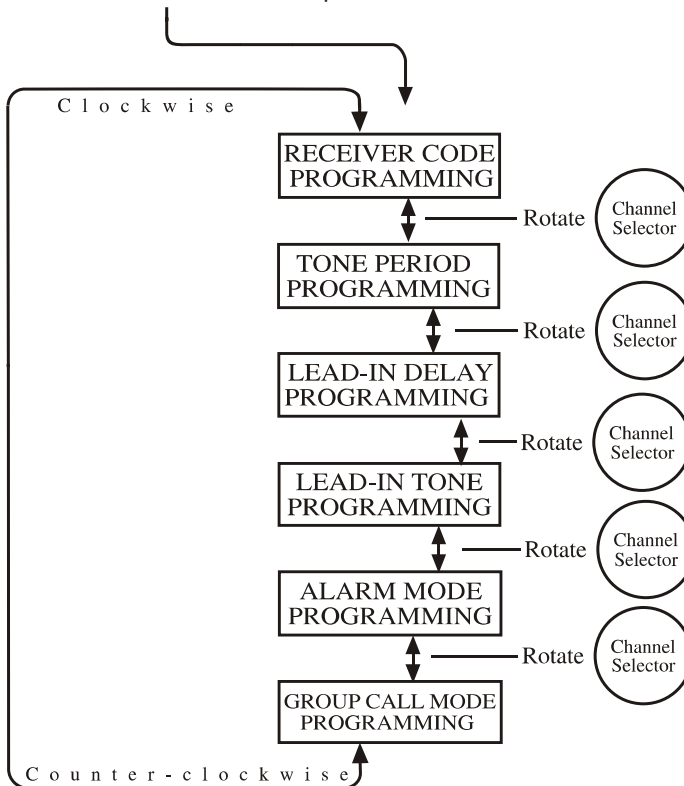 Clockwise
RECEIVER CODE
PROGRAMMING
Rotate
Channel
Selector
TONE PERIOD
PROGRAMMING
Rotate
Channel
Selector
LEAD-IN DELAY
PROGRAMMING
Rotate
Channel
Selector
LEAD-IN TONE
PROGRAMMING
Rotate
Channel
Selector
ALARM MODE
PROGRAMMING
Rotate
Channel
Selector
GROUP CALL MODE
PROGRAMMING
Counter-clockwise